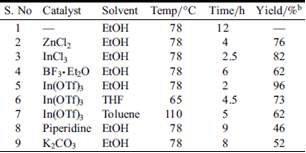 S. No Catalyst Solvent Temp/°C Time/h Yield/%b
1 — EtOH 78 12 —
2 ZnCl2 EtOH 78 4 76
3 InCl3 EtOH 78 2.5 82
4 BF3•Et2O EtOH 78 6 62
5 In(OTf)3 EtOH 78 2 96
6 In(OTf)3 THF 65 4.5 73
7 In(OTf)3 Toluene 110 5 62
8 Piperidine EtOH 78 9 46
9 K2CO3 EtOH 78 8 52